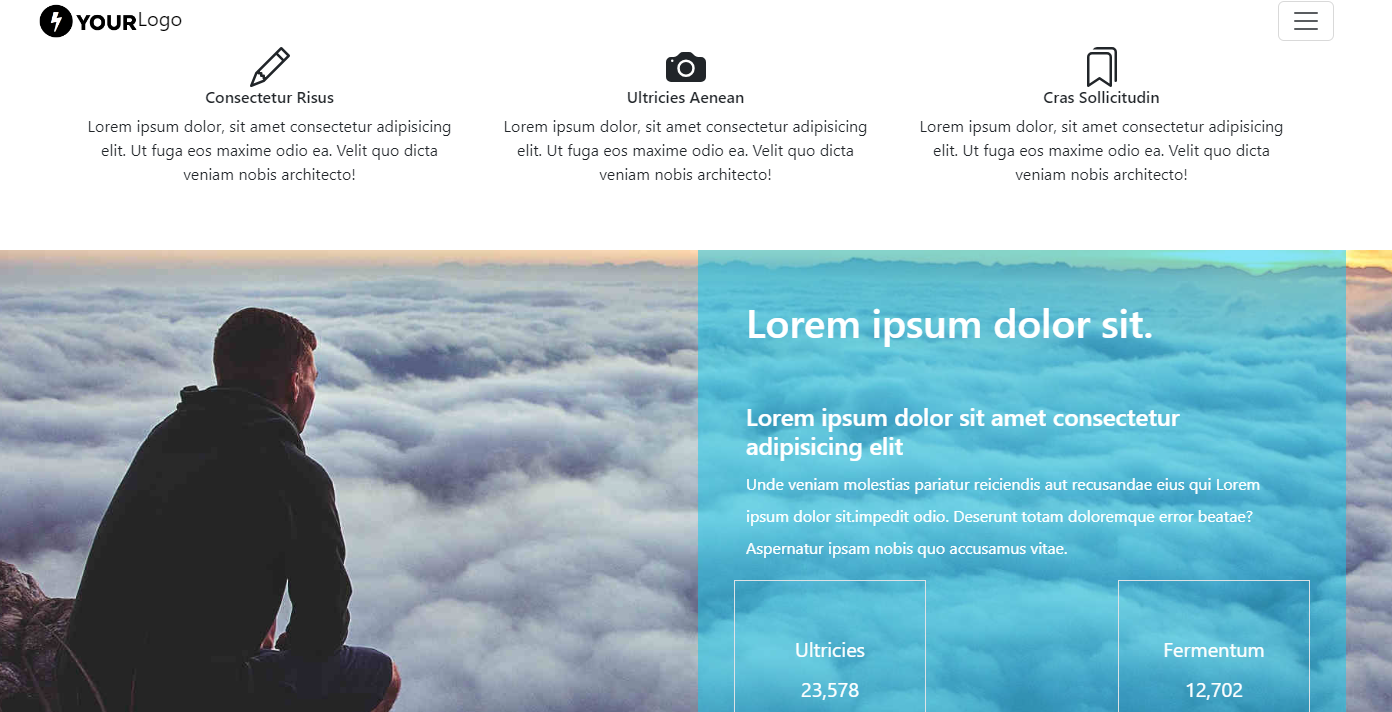 YOURLogo
Consectetur Risus
Lorem ipsum dolor, sit amet consectetur adipisicing
elit. Ut fuga eos maxime odio ea. Velit quo dicta
veniam nobis architecto!
Ultricies Aenean
Lorem ipsum dolor, sit amet consectetur adipisicing
elit. Ut fuga eos maxime odio ea. Velit quo dicta
veniam nobis architecto!
Cras Sollicitudin
Lorem ipsum dolor, sit amet consectetur adipisicing
elit. Ut fuga eos maxime odio ea. Velit quo dicta
veniam nobis architecto!
Lorem ipsum dolor sit.
Lorem ipsum dolor sit amet consectetur
adipisicing elit
Unde veniam molestias pariatur reiciendis aut recusandae eius qui Lorem
ipsum dolor sit.impedit odio. Deserunt totam doloremque error beatae?
Aspernatur ipsam nobis quo accusamus vitae.
Ultricies
23,578
Fermentum
12,702